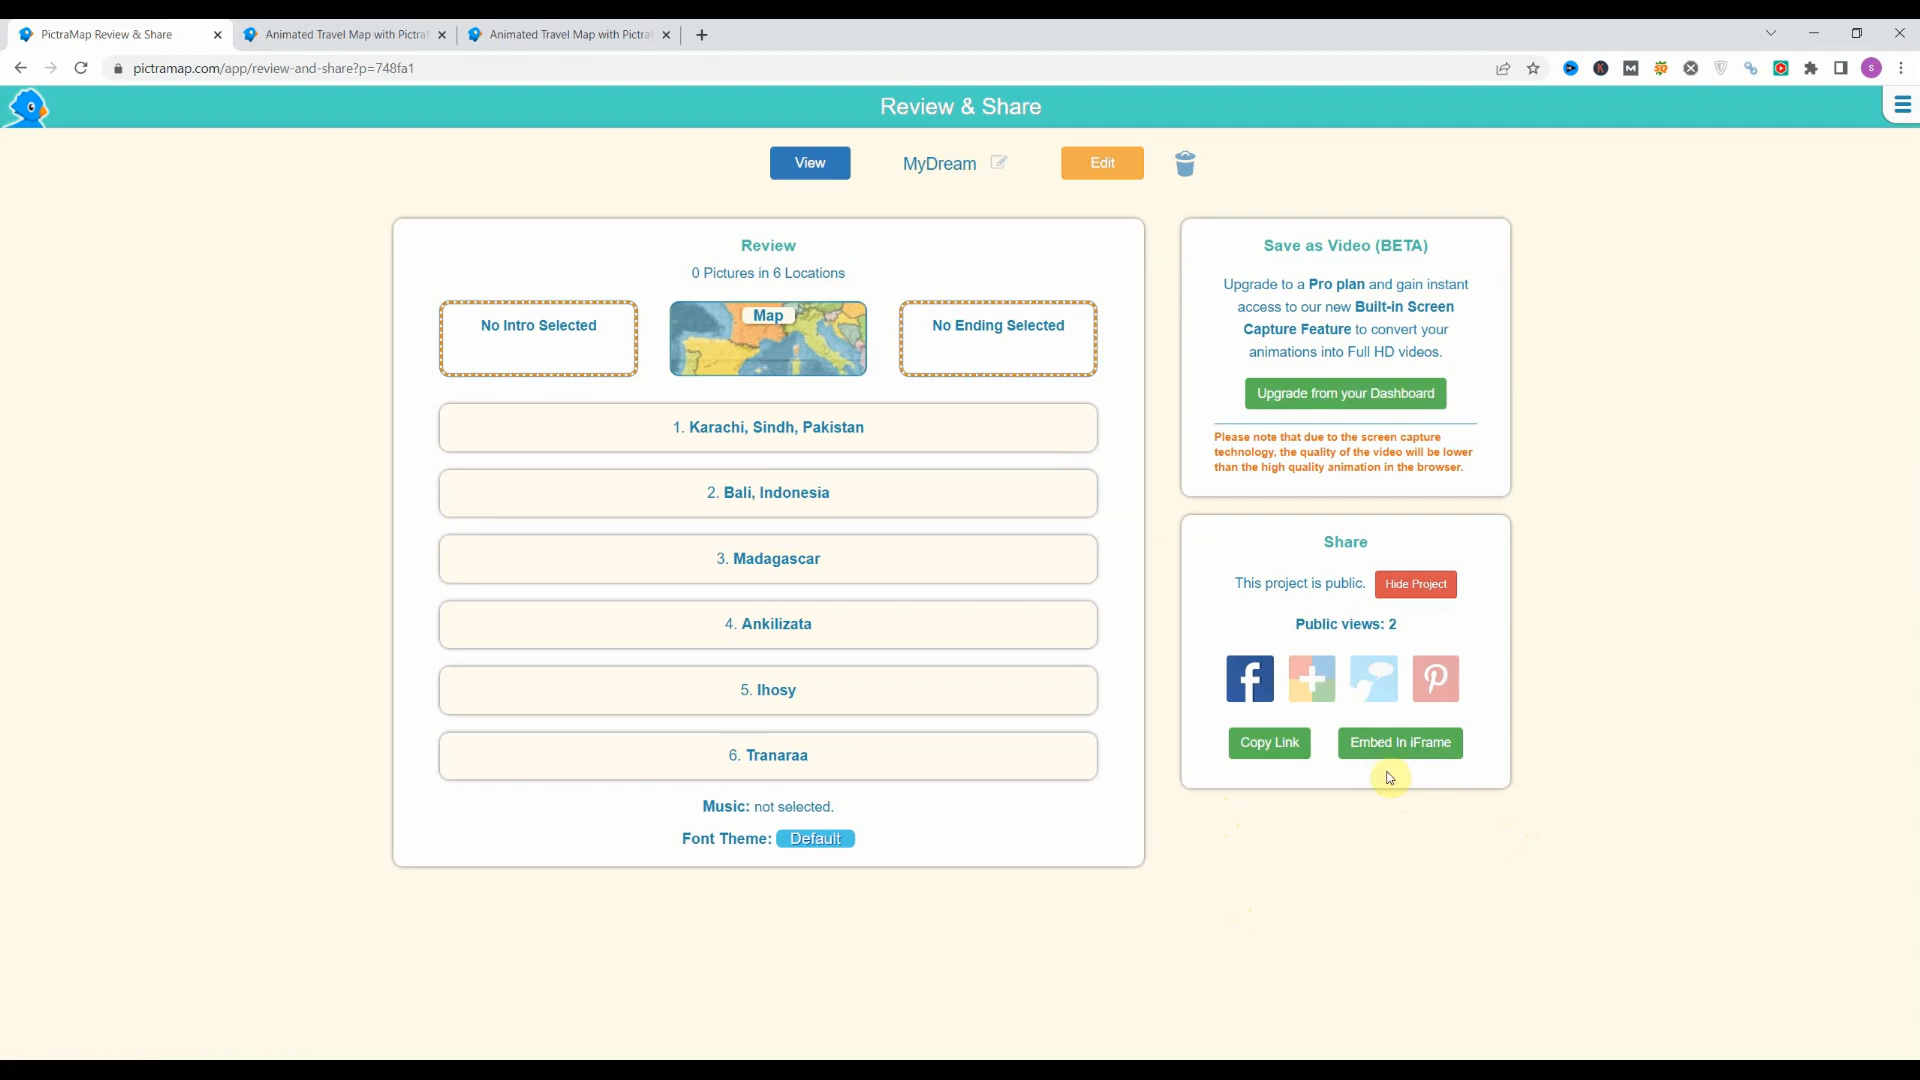 PictraMap Review & Share
Animated Travel Map with Pictra
Animated Travel Map with Pictra
pictramap.com/app/review-and-share?p=748fa1
S
Review & Share
View
MyDream
Edit
Review
0 Pictures in 6 Locations
No Intro Selected
Map
No Ending Selected
1. Karachi, Sindh, Pakistan
2. Bali, Indonesia
3. Madagascar
4. Ankilizata
5. Ihosy
6. Tranaraa
Music: not selected.
Font Theme: Default
Save as Video (BETA)
Upgrade to a Pro plan and gain instant
access to our new Built-in Screen
Capture Feature to convert your
animations into Full HD videos.
Upgrade from your Dashboard
Please note that due to the screen capture
technology, the quality of the video will be lower
than the high quality animation in the browser.
Share
This project is public. Hide Project
Public views: 2
Copy Link
Embed In iFrame